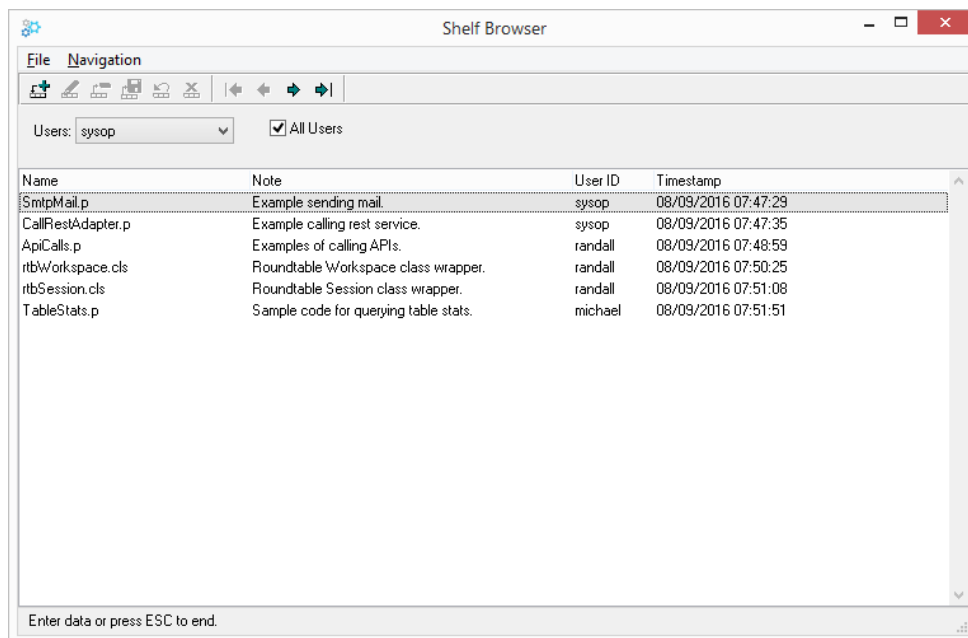 Shelf Browser
File Navigation
Users: sysop All Users
Name Note User ID Timestamp
SmtpMail.p Example sending mail. sysop 08/09/2016 07:47:29
CallRestAdapter.p Example calling rest service. sysop 08/09/2016 07:47:35
ApiCalls.p Examples of calling APIs. randall 08/09/2016 07:48:59
rtbWorkspace.cls Roundtable Workspace class wrapper. randall 08/09/2016 07:50:25
rtbSession.cls Roundtable Session class wrapper. randall 08/09/2016 07:51:08
TableStats.p Sample code for querying table stats. michael 08/09/2016 07:51:51
Enter data or press ESC to end.